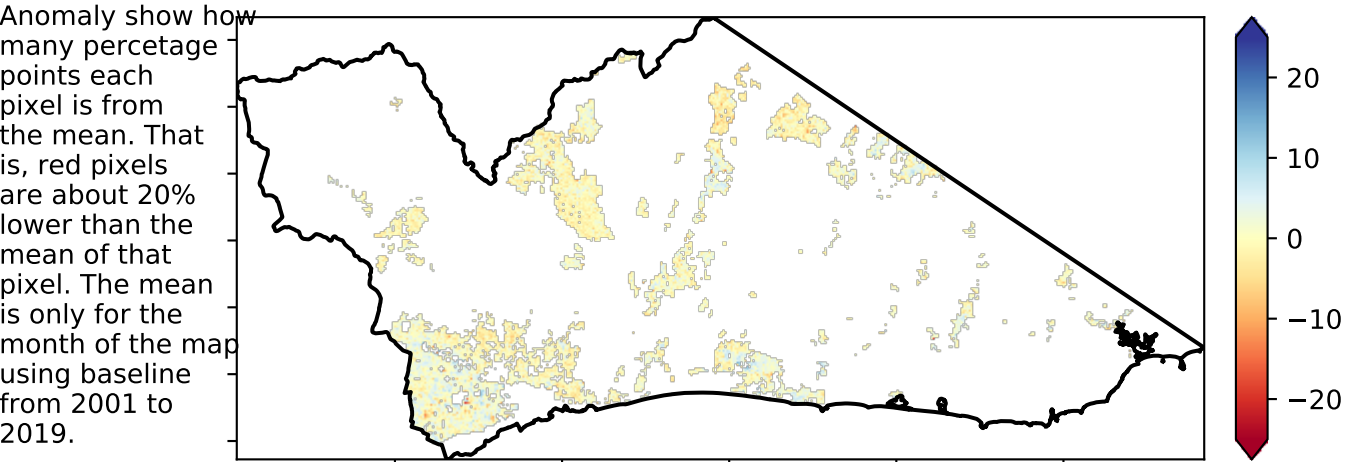 Anomaly show how
many percetage
points each
pixel is from
the mean. That
is, red pixels
are about 20%
lower than the
mean of that
pixel. The mean
is only for the
month of the map
using baseline
from 2001 to
2019.
20
10
0
−10
−20